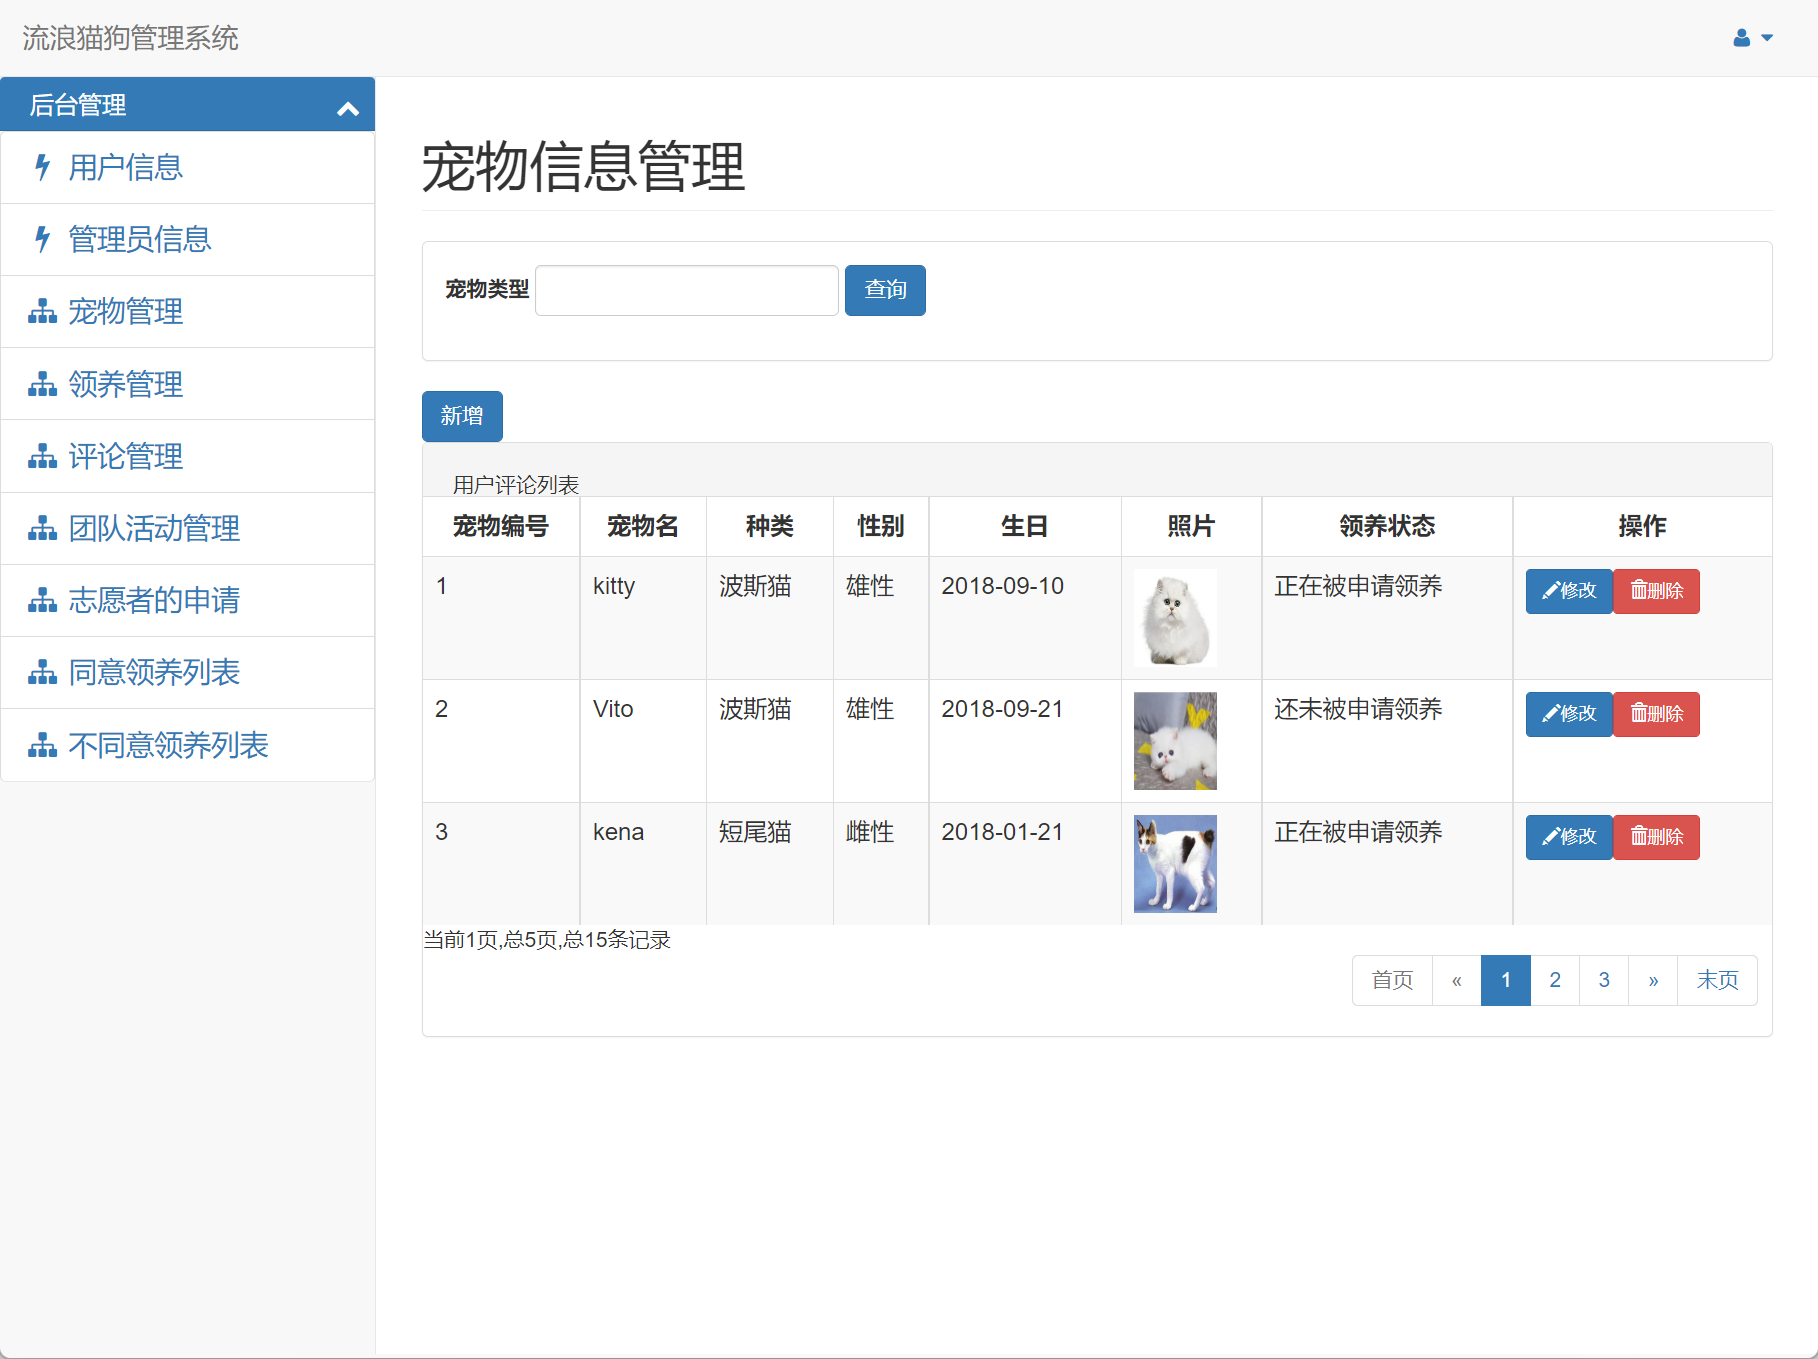 流浪猫狗管理系统
后台管理
用户信息
管理员信息
宠物管理
领养管理
评论管理
团队活动管理
志愿者的申请
同意领养列表
不同意领养列表
宠物信息管理
宠物类型 查询
新增
用户评论列表
宠物编号 宠物名 种类 性别 生日 照片 领养状态 操作
1 kitty 波斯猫 雄性 2018-09-10 正在被申请领养 修改 删除
2 Vito 波斯猫 雄性 2018-09-21 还未被申请领养 修改 删除
3 kena 短尾猫 雌性 2018-01-21 正在被申请领养 修改 删除
当前1页,总5页,总15条记录
首页 « 1 2 3 » 末页